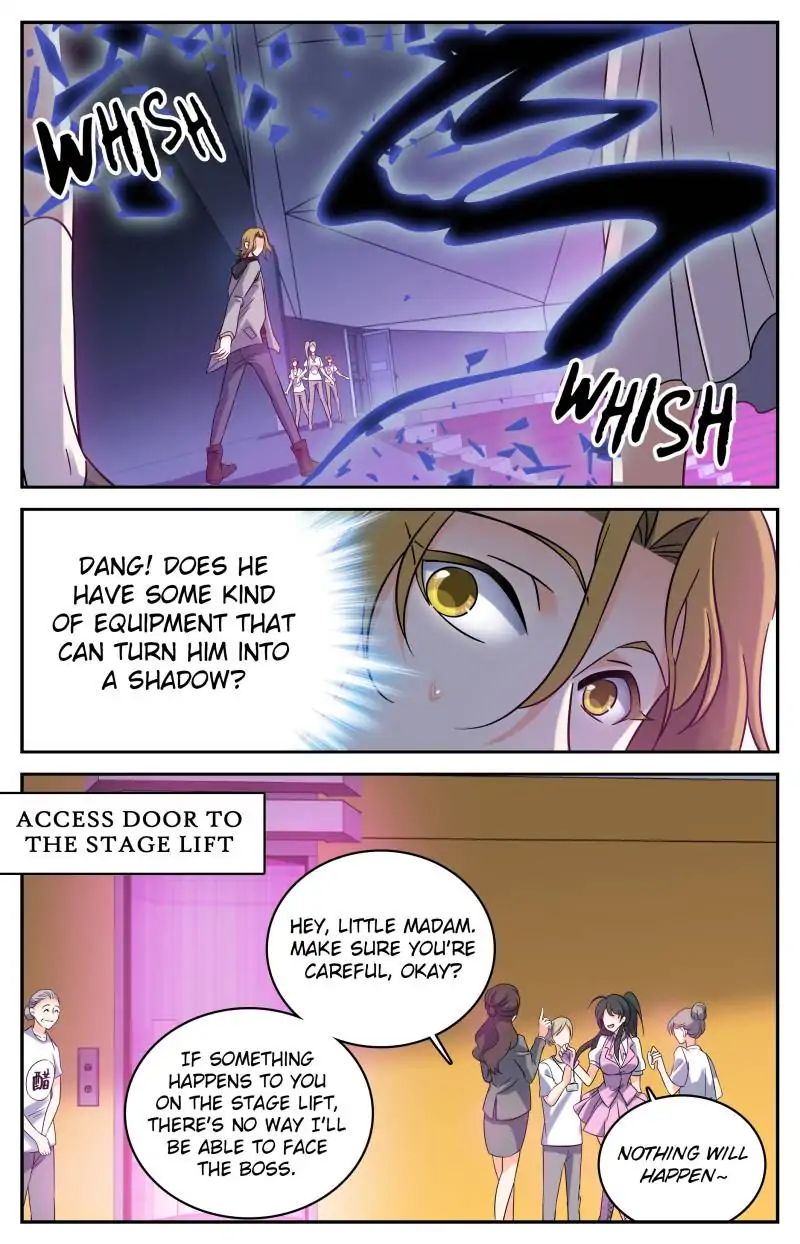 WHISH
WHISH
DANG! DOES HE
HAVE SOME KIND
OF EQUIPMENT THAT
CAN TURN HIM INTO
A SHADOW?
ACCESS DOOR TO
THE STAGE LIFT
HEY, LITTLE MADAM.
MAKE SURE YOU'RE
CAREFUL, OKAY?
IF SOMETHING
HAPPENS TO YOU
ON THE STAGE LIFT,
THERE'S NO WAY I'LL
BE ABLE TO FACE
THE BOSS.
醋
NOTHING WILL
HAPPEN~